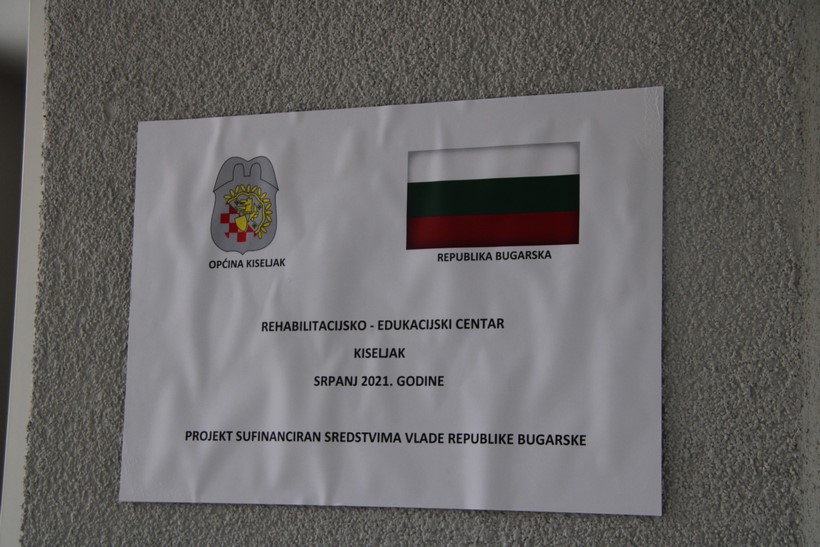 OPĆINA KISELJAK
REPUBLIKA BUGARSKA
REHABILITACIJSKO - EDUKACIJSKI CENTAR
KISELJAK
SRPANJ 2021. GODINE
PROJEKT SUFINANCIRAN SREDSTVIMA VLADE REPUBLIKE BUGARSKE